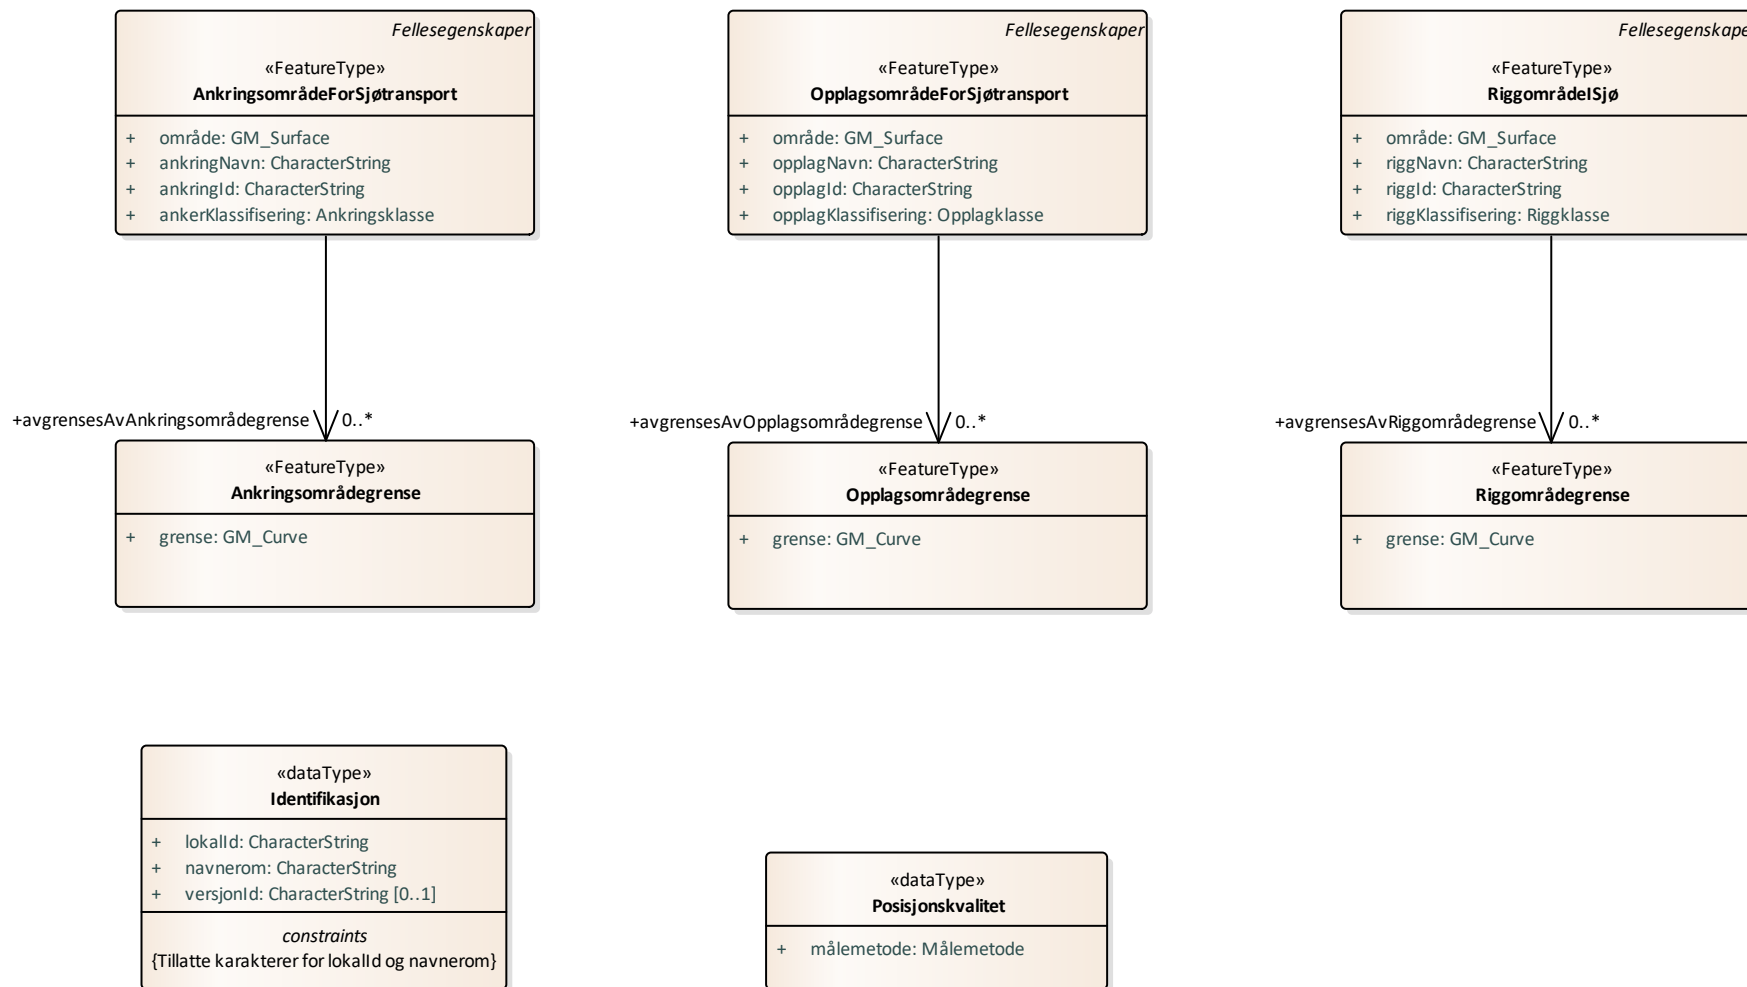 Fellesegenskaper
«FeatureType»
AnkringsområdeForSjøtransport
+ område: GM_Surface
+ ankringNavn: CharacterString
+ ankringId: CharacterString
+ ankerKlassifisering: Ankringsklasse
Fellesegenskaper
«FeatureType»
OpplagsområdeForSjøtransport
+ område: GM_Surface
+ opplagNavn: CharacterString
+ opplagId: CharacterString
+ opplagKlassifisering: Opplagklasse
Fellesegenskape
«FeatureType»
RiggområdeISjø
+ område: GM_Surface
+ riggNavn: CharacterString
+ riggId: CharacterString
+ riggKlassifisering: Riggklasse
+avgrensesAvAnkringsområdegrense 0..*
+avgrensesAvOpplagsområdegrense 0..*
+avgrensesAvRiggområdegrense 0..*
«FeatureType»
Ankringsområdegrense
+ grense: GM_Curve
«FeatureType»
Opplagsområdegrense
+ grense: GM_Curve
«FeatureType»
Riggområdegrense
+ grense: GM_Curve
«dataType»
Identifikasjon
+ lokalId: CharacterString
+ navnerom: CharacterString
+ versjonId: CharacterString [0..1]
constraints
{Tillatte karakterer for lokalId og navnerom}
«dataType»
Posisjonskvalitet
+ målemetode: Målemetode